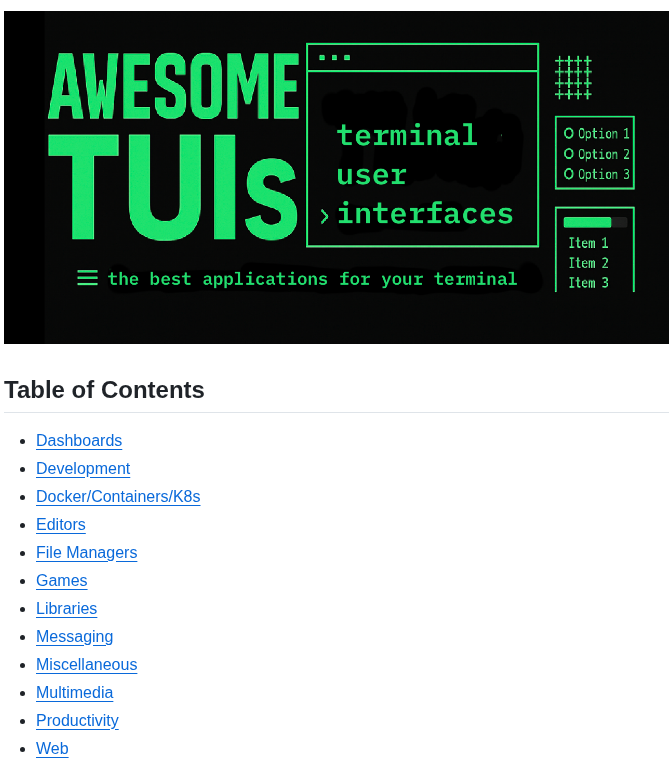 AWESOME
TUIs
terminal
user
> interfaces
the best applications for your terminal
Option 1
Option 2
Option 3
Item 1
Item 2
Item 3
Table of Contents
Dashboards
Development
Docker/Containers/K8s
Editors
File Managers
Games
Libraries
Messaging
Miscellaneous
Multimedia
Productivity
Web